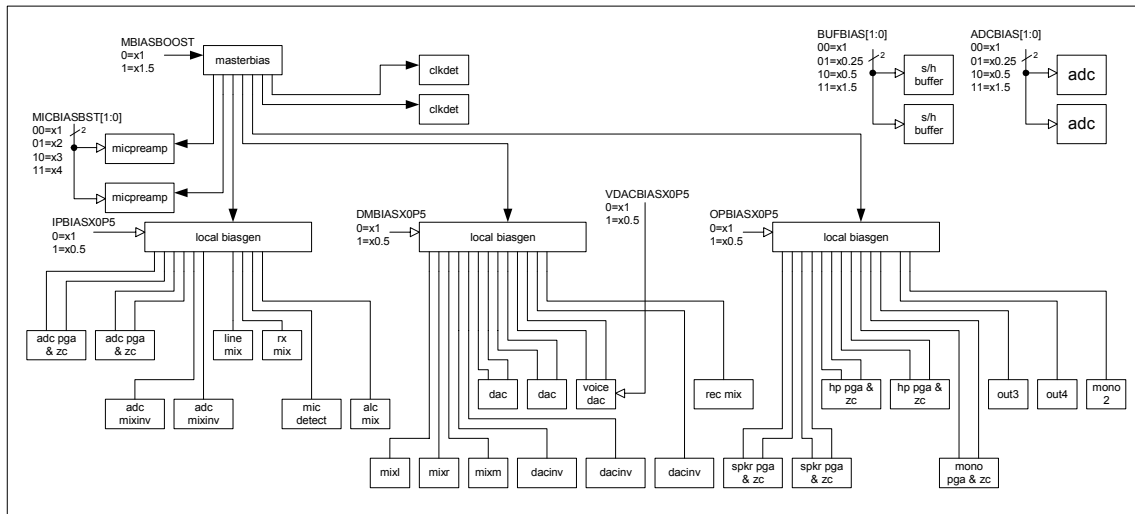 MBIASBOOST
0=x1
1=x1.5
masterbias
clkdet
clkdet
BUFBIAS[1:0]
00=x1
01=x0.25
10=x0.5
11=x1.5
2
s/h
buffer
s/h
buffer
ADCBIAS[1:0]
00=x1
01=x0.25
10=x0.5
11=x1.5
2
adc
adc
MICBIASBST[1:0]
00=x1
01=x2
10=x3
11=x4
2
micpreamp
micpreamp
IPBIASX0P5
0=x1
1=x0.5
local biasgen
DMBIASX0P5
0=x1
1=x0.5
local biasgen
VDACBIASX0P5
0=x1
1=x0.5
OPBIASX0P5
0=x1
1=x0.5
local biasgen
adc pga
& zc
adc pga
& zc
line
mix
rx
mix
adc
mixinv
adc
mixinv
mic
detect
alc
mix
dac
dac
voice
dac
rec mix
mixl
mixr
mixm
dacinv
dacinv
dacinv
hp pga &
zc
hp pga &
zc
out3
out4
mono
2
spkr pga
& zc
spkr pga
& zc
mono
pga & zc